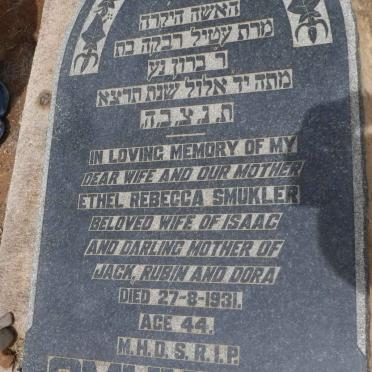 האשה היקרה
מרת עטיל רבקה בת
ר ברוך נע
מתה יד אלול שנת תרצא
ת.נ.צ.ב.ה.
IN LOVING MEMORY OF MY
DEAR WIFE AND OUR MOTHER
ETHEL REBECCA SMUKLER
BELOVED WIFE OF ISAAC
AND DARLING MOTHER OF
JACK, RUBIN AND DORA
DIED 27-8-1931.
AGE 44.
M.H.D.S.R.I.P.